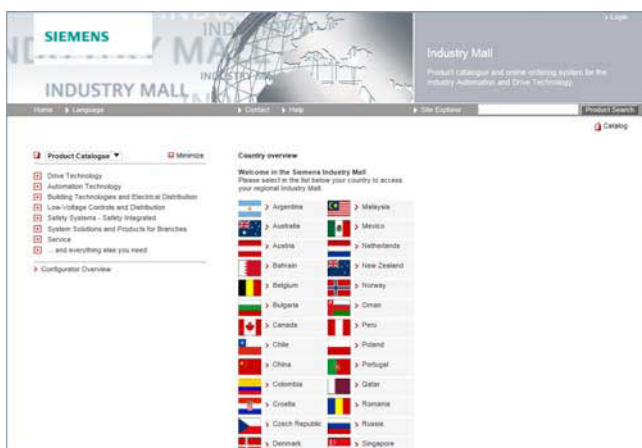 › Login
SIEMENS
INDUSTRY MALL
Industry Mall
Product catalogue and online ordering system for the
Industry Automation and Drive Technology.
Home › Language › Contact › Help › Site Explorer Product Search
Catalog
Product Catalogue ▼ Minimize
Drive Technology
Automation Technology
Building Technologies and Electrical Distribution
Low-Voltage Controls and Distribution
Safety Systems - Safety Integrated
System Solutions and Products for Branches
Service
... and everything else you need
› Configurator Overview
Country overview
Welcome in the Siemens Industry Mall
Please select in the list below your country to access
your regional Industry Mall.
› Argentina › Malaysia
› Australia › Mexico
› Austria › Netherlands
› Bahrain › New Zealand
› Belgium › Norway
› Bulgaria › Oman
› Canada › Peru
› Chile › Poland
› China › Portugal
› Colombia › Qatar
› Croatia › Romania
› Czech Republic › Russia
› Denmark › Singapore